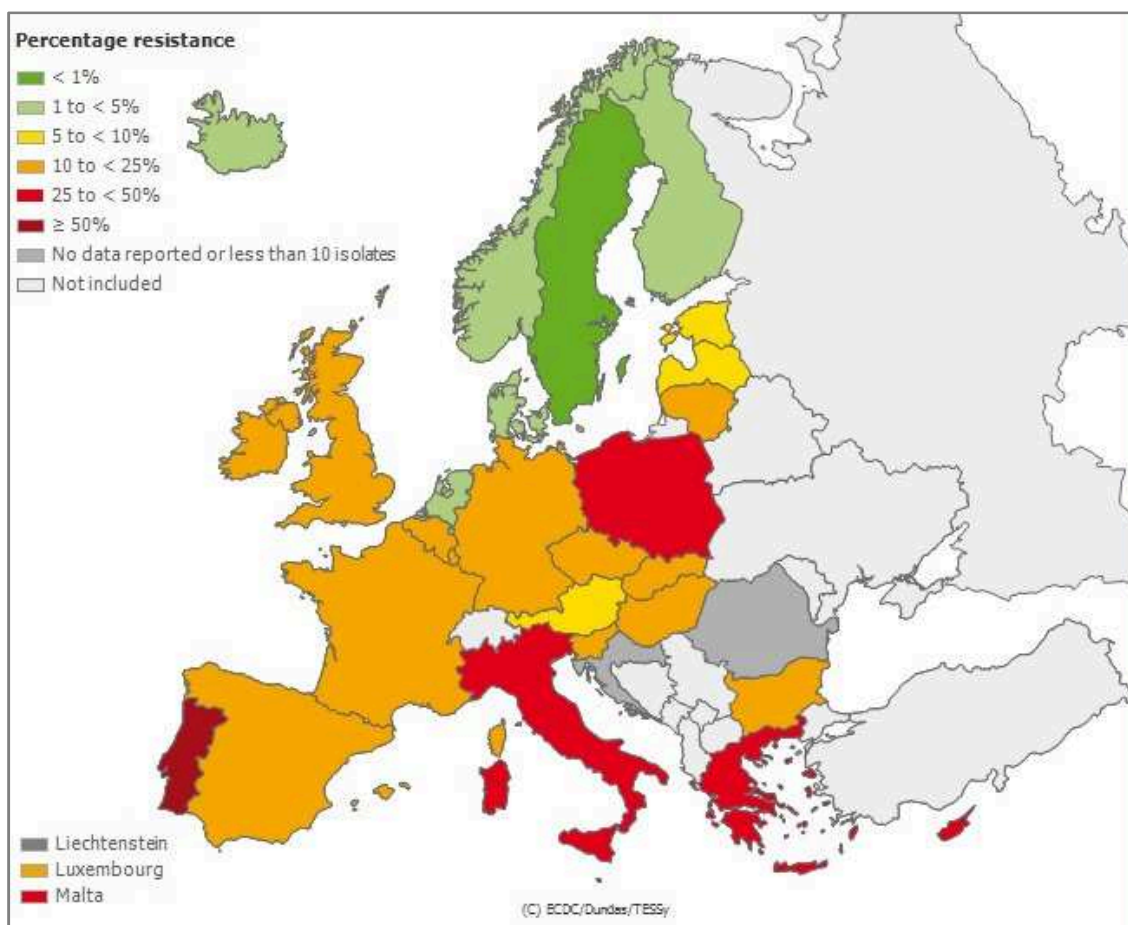 Percentage resistance
< 1%
1 to < 5%
5 to < 10%
10 to < 25%
25 to < 50%
≥ 50%
No data reported or less than 10 isolates
Not included
Liechtenstein
Luxembourg
Malta
(C) ECDC/Dundas/TESSy